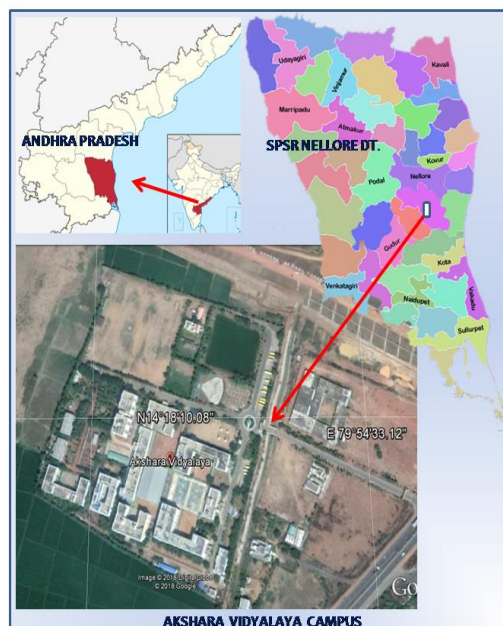 ANDHRA PRADESH
SPSR NELLORE DT.
Udayagiri
Vinjamur
Kavali
Marripadu
Atmakur
Kovur
Podal
Nellore
Gudur
Kota
Venkatagiri
Naidupet
Vakadu
Sullurpet
N14°18'10.08"
E 79°54'33.12"
Akshara Vidyalaya
Image © 2018 DigitalGlobe
© 2018 Google
Go
AKSHARA VIDYALAYA CAMPUS